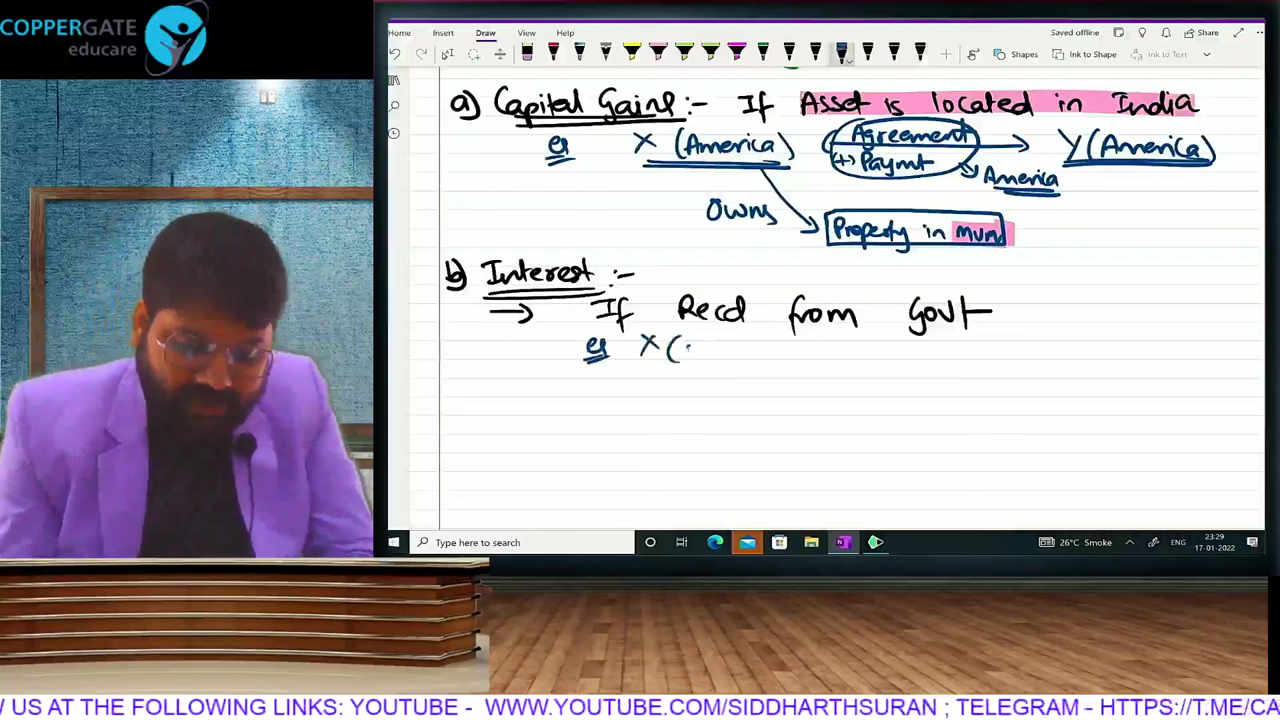 COPPERGATE
educare
Home Insert Draw View Help
Saved offline
Share
Shapes
Ink to Shape
Ink to Text
a) Capital Gains :- If Asset is located in India
eg X (America) Agreement Y (America)
(+) Paymt America
Owns
Property in Mum
b) Interest :-
→ If Recd from Govt
eg X (
Type here to search
26°C Smoke
ENG
23:29
17-01-2022
W US AT THE FOLLOWING LINKS: YOUTUBE - WWW.YOUTUBE.COM/SIDDHARTHSURAN ; TELEGRAM - HTTPS://T.ME/CA